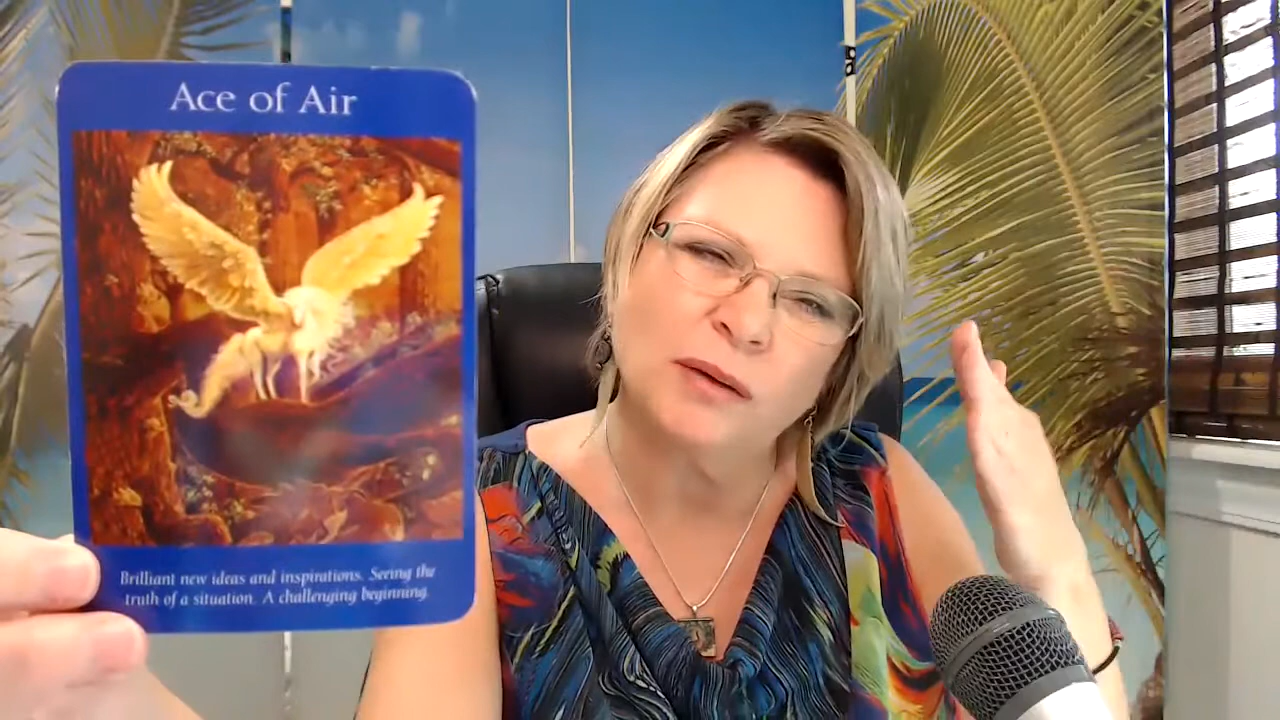 Ace of Air
Brilliant new ideas and inspirations. Seeing the
truth of a situation. A challenging beginning.